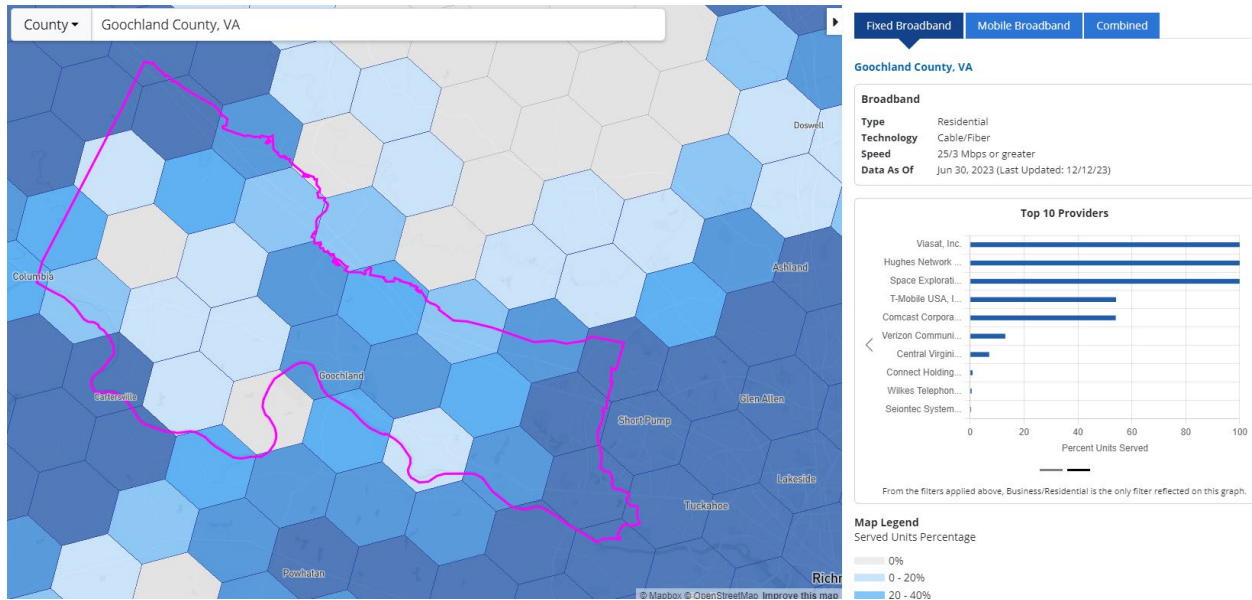 County
Goochland County, VA
Doswell
Ashland
Columbia
Goochland
Cartersville
Glen Allen
Short Pump
Lakeside
Tuckahoe
Powhatan
Richm
© Mapbox © OpenStreetMap Improve this map
Fixed Broadband
Mobile Broadband
Combined
Goochland County, VA
Broadband
Type Residential
Technology Cable/Fiber
Speed 25/3 Mbps or greater
Data As Of Jun 30, 2023 (Last Updated: 12/12/23)
Top 10 Providers
Viasat, Inc.
Hughes Network ...
Space Explorati...
T-Mobile USA, I...
Comcast Corpora...
Verizon Communi...
Central Virgini...
Connect Holding...
Wilkes Telephon...
Seiontec System...
0 20 40 60 80 100
Percent Units Served
From the filters applied above, Business/Residential is the only filter reflected on this graph.
Map Legend
Served Units Percentage
0%
0 - 20%
20 - 40%